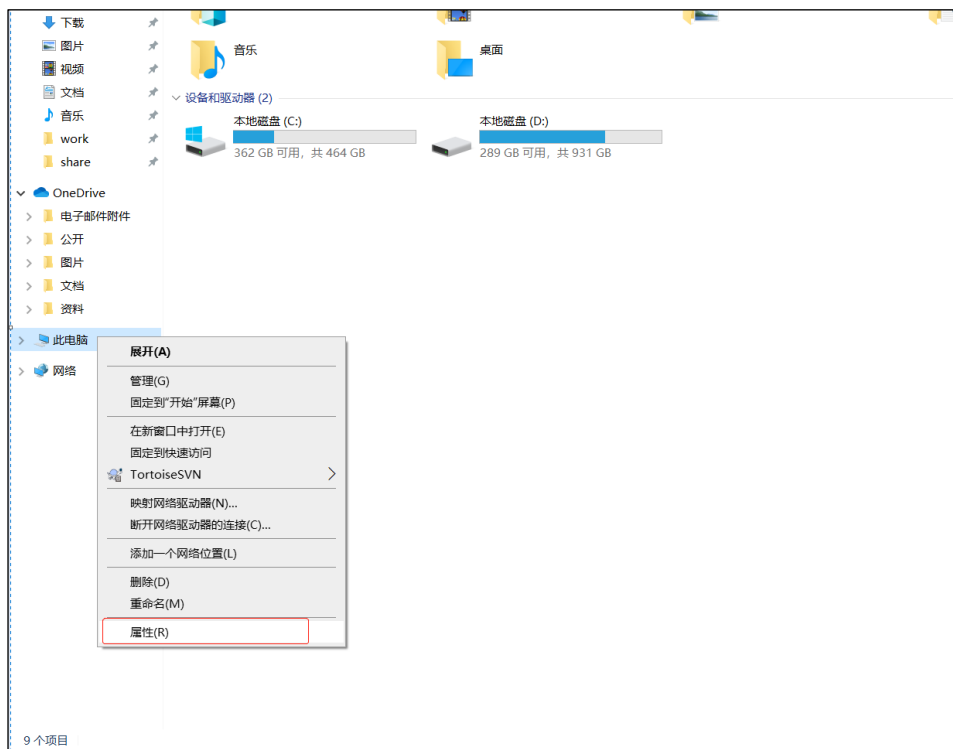 下载
图片
视频
文档
音乐
work
share
OneDrive
电子邮件附件
公开
图片
文档
资料
此电脑
网络
9 个项目
音乐
桌面
设备和驱动器 (2)
本地磁盘 (C:)
362 GB 可用，共 464 GB
本地磁盘 (D:)
289 GB 可用，共 931 GB
展开(A)
管理(G)
固定到"开始"屏幕(P)
在新窗口中打开(E)
固定到快速访问
TortoiseSVN
映射网络驱动器(N)...
断开网络驱动器的连接(C)...
添加一个网络位置(L)
删除(D)
重命名(M)
属性(R)